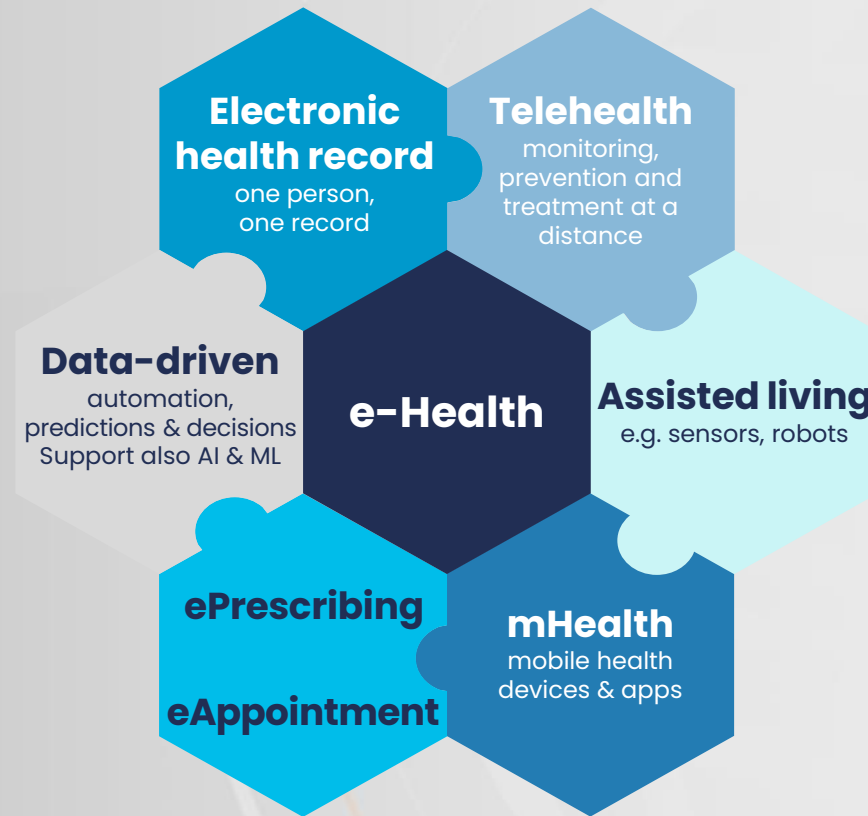 Electronic
health record
one person,
one record
Telehealth
monitoring,
prevention and
treatment at a
distance
Data-driven
automation,
predictions & decisions
Support also AI & ML
e-Health
Assisted living
e.g. sensors, robots
ePrescribing
eAppointment
mHealth
mobile health
devices & apps